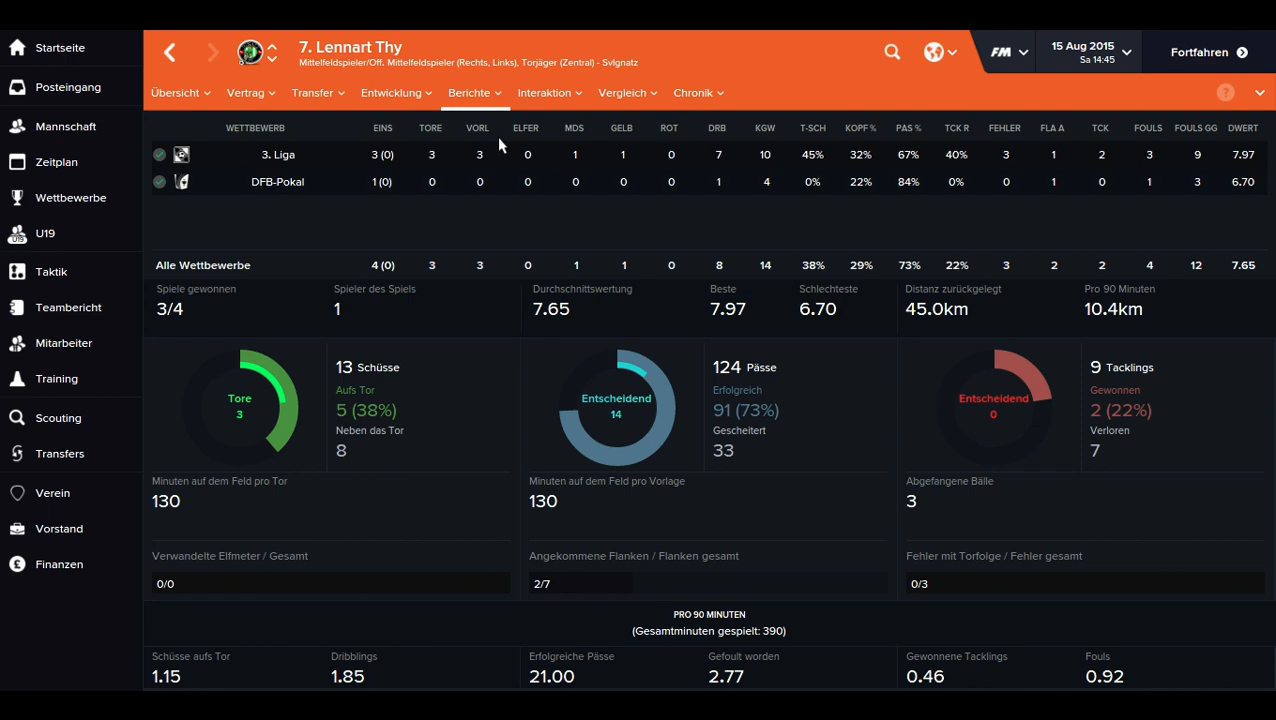 Startseite
Posteingang
Mannschaft
Zeitplan
Wettbewerbe
U19
U19
Taktik
Teambericht
Mitarbeiter
Training
Scouting
Transfers
Verein
Vorstand
Finanzen
7. Lennart Thy
Mittelfeldspieler/Off. Mittelfeldspieler (Rechts, Links), Torjäger (Zentral) - Svlgnatz
FM
15 Aug 2015
Sa 14:45
Fortfahren
Übersicht Vertrag Transfer Entwicklung Berichte Interaktion Vergleich Chronik
?
WETTBEWERB EINS TORE VORL ELFER MDS GELB ROT DRB KGW T-SCH KOPF % PAS % TCK R FEHLER FLA A TCK FOULS FOULS GG DWERT
3. Liga 3 (0) 3 3 0 1 1 0 7 10 45% 32% 67% 40% 3 1 2 3 9 7.97
DFB-Pokal 1 (0) 0 0 0 0 0 0 1 4 0% 22% 84% 0% 0 1 0 1 3 6.70
Alle Wettbewerbe 4 (0) 3 3 0 1 1 0 8 14 38% 29% 73% 22% 3 2 2 4 12 7.65
Spiele gewonnen Spieler des Spiels Durchschnittswertung Beste Schlechteste Distanz zurückgelegt Pro 90 Minuten
3/4 1 7.65 7.97 6.70 45.0km 10.4km
Tore
3
13 Schüsse
Aufs Tor
5 (38%)
Neben das Tor
8
Entscheidend
14
124 Pässe
Erfolgreich
91 (73%)
Gescheitert
33
Entscheidend
0
9 Tacklings
Gewonnen
2 (22%)
Verloren
7
Minuten auf dem Feld pro Tor Minuten auf dem Feld pro Vorlage Abgefangene Bälle
130 130 3
Verwandelte Elfmeter / Gesamt Angekommene Flanken / Flanken gesamt Fehler mit Torfolge / Fehler gesamt
0/0 2/7 0/3
PRO 90 MINUTEN
(Gesamtminuten gespielt: 390)
Schüsse aufs Tor Dribblings Erfolgreiche Pässe Gefoult worden Gewonnene Tacklings Fouls
1.15 1.85 21.00 2.77 0.46 0.92